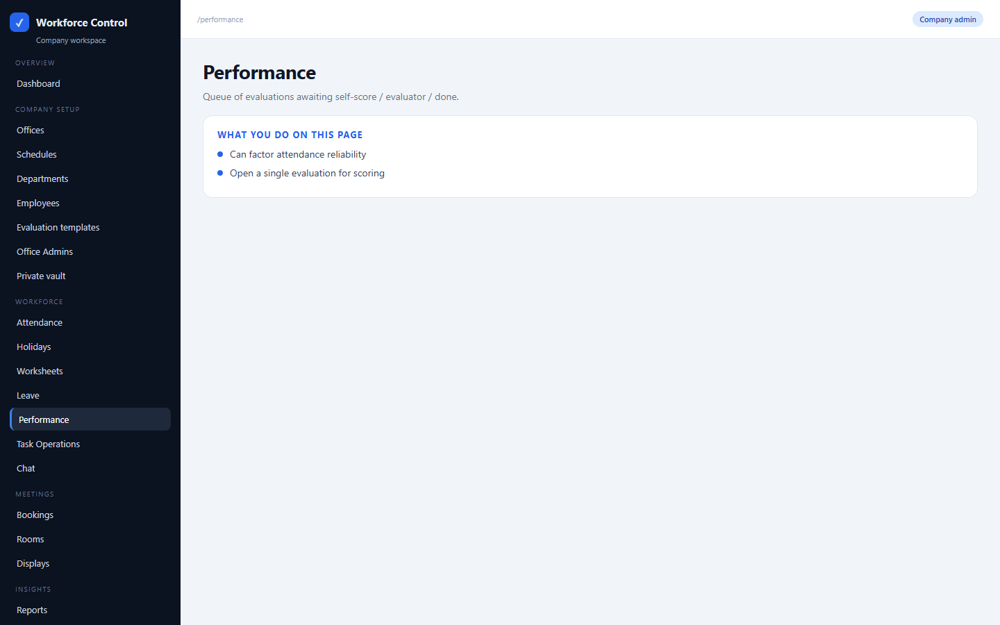 Workforce Control
Company workspace
OVERVIEW
Dashboard
COMPANY SETUP
Offices
Schedules
Departments
Employees
Evaluation templates
Office Admins
Private vault
WORKFORCE
Attendance
Holidays
Worksheets
Leave
Performance
Task Operations
Chat
MEETINGS
Bookings
Rooms
Displays
INSIGHTS
Reports
/performance
Company admin
Performance
Queue of evaluations awaiting self-score / evaluator / done.
WHAT YOU DO ON THIS PAGE
Can factor attendance reliability
Open a single evaluation for scoring